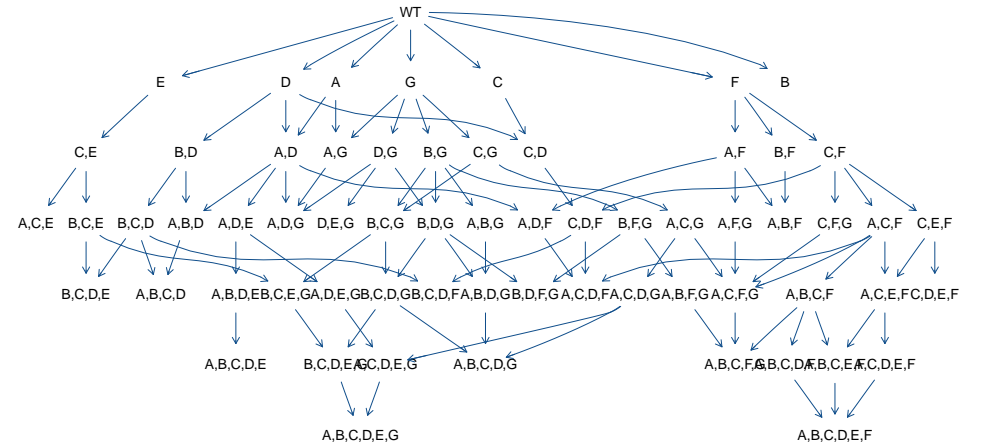 WT
E D A G C F B
C,E B,D A,D A,G D,G B,G C,G C,D A,F B,F C,F
A,C,E B,C,E B,C,D A,B,D A,D,E A,D,G D,E,G B,C,G B,D,G A,B,G A,D,F C,D,F B,F,G A,C,G A,F,G A,B,F C,F,G A,C,F C,E,F
B,C,D,E A,B,C,D A,B,D,E B,C,E,G A,D,E,G B,C,D,G B,C,D,F A,B,D,G B,D,F,G A,C,D,F A,C,D,G A,B,F,G A,C,F,G A,B,C,F A,C,E,F C,D,E,F
A,B,C,D,E B,C,D,E,G A,C,D,E,G A,B,C,D,G A,B,C,F,G A,B,C,D,F A,B,C,E,F A,C,D,E,F
A,B,C,D,E,G A,B,C,D,E,F